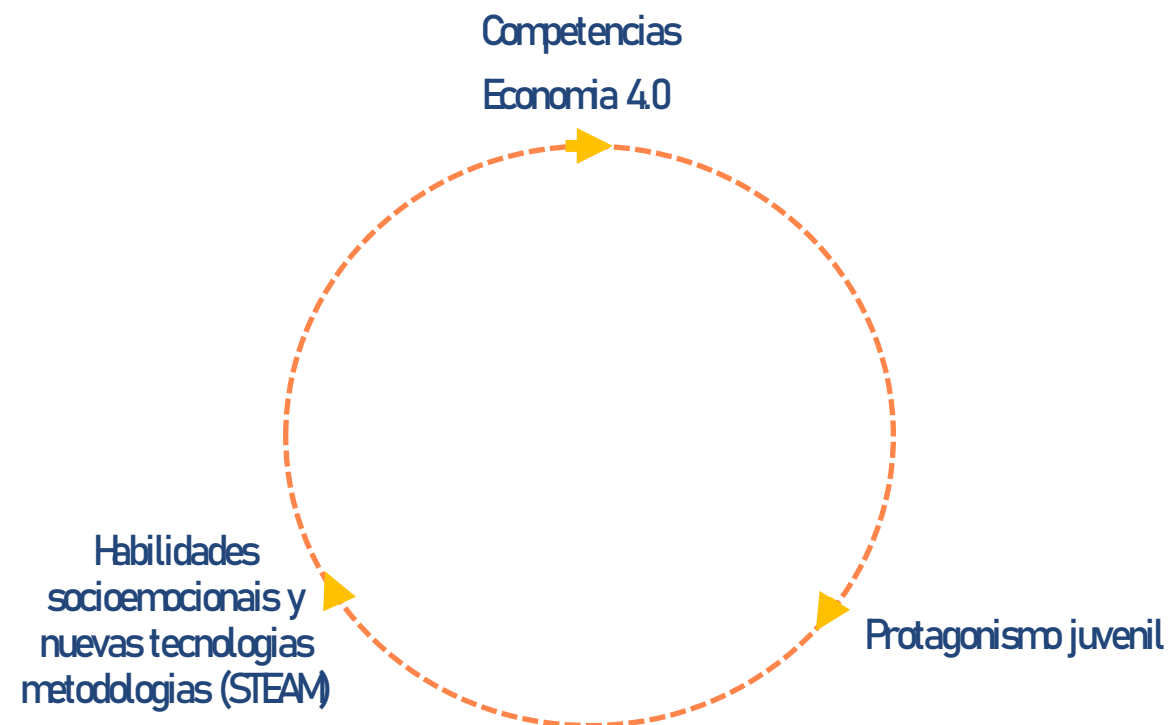 Competencias
Economia 4.0
Habilidades
socioemocionais y
nuevas tecnologias
metodologias (STEAM)
Protagonismo juvenil